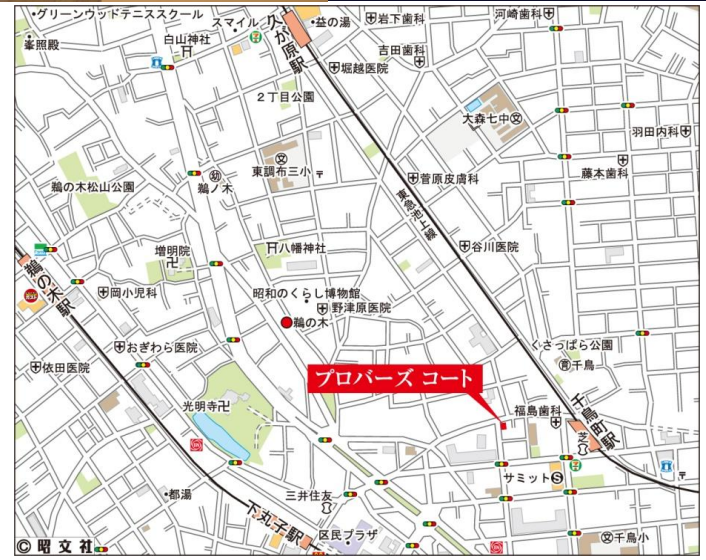 グリーンウッドテニススクール
スマイル
益の湯
岩下歯科
河崎歯科
峯照殿
白山神社
久が原駅
吉田歯科
堀越医院
2丁目公園
大森七中
文
羽田内科
文
東調布三小
幼
鵜ノ木
菅原皮膚科
藤本歯科
鵜の木松山公園
東急池上線
増明院
八幡神社
谷川医院
鵜の木駅
岡小児科
昭和のくらし博物館
野津原医院
鵜の木
くさっぱら公園
おぎわら医院
千鳥
依田医院
プロバーズ コート
光明寺
福島歯科
千鳥町駅
芝
サミット
S
都湯
三井住友
下丸子駅
区民プラザ
文
千鳥小
© 昭文社